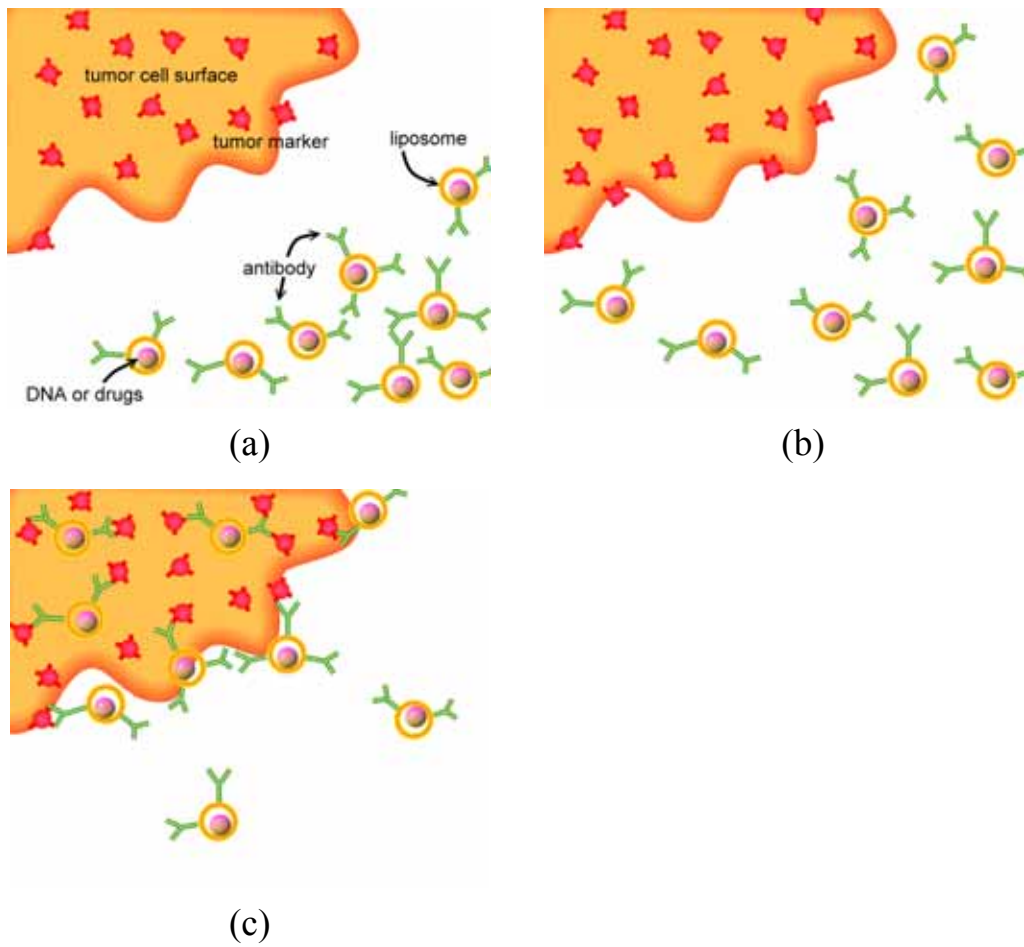 tumor cell surface
tumor marker
liposome
antibody
DNA or drugs
(a)
(b)
(c)